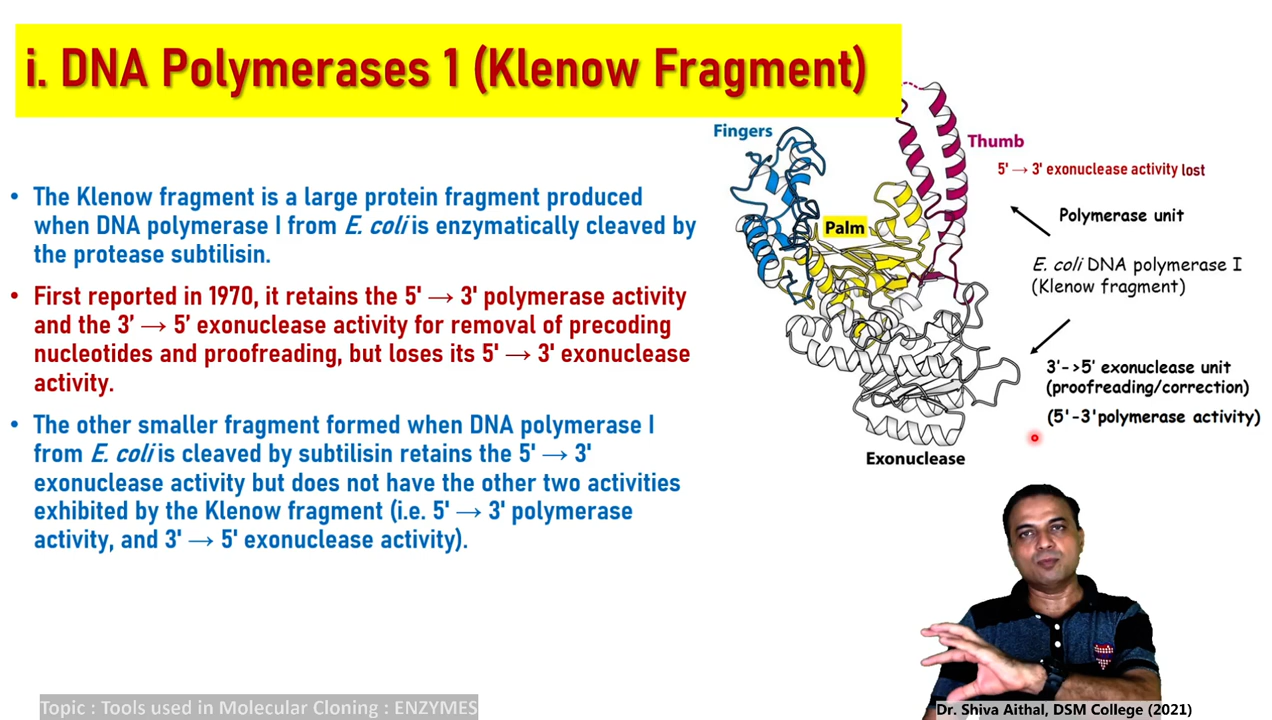 i. DNA Polymerases 1 (Klenow Fragment)
• The Klenow fragment is a large protein fragment produced
when DNA polymerase I from E. coli is enzymatically cleaved by
the protease subtilisin.
• First reported in 1970, it retains the 5' → 3' polymerase activity
and the 3’ → 5’ exonuclease activity for removal of precoding
nucleotides and proofreading, but loses its 5' → 3' exonuclease
activity.
• The other smaller fragment formed when DNA polymerase I
from E. coli is cleaved by subtilisin retains the 5' → 3'
exonuclease activity but does not have the other two activities
exhibited by the Klenow fragment (i.e. 5' → 3' polymerase
activity, and 3' → 5' exonuclease activity).
Fingers
Thumb
5' → 3' exonuclease activity lost
Polymerase unit
Palm
E. coli DNA polymerase I
(Klenow fragment)
3'->5' exonuclease unit
(proofreading/correction)
(5'-3'polymerase activity)
Exonuclease
Topic : Tools used in Molecular Cloning : ENZYMES
Dr. Shiva Aithal, DSM College (2021)